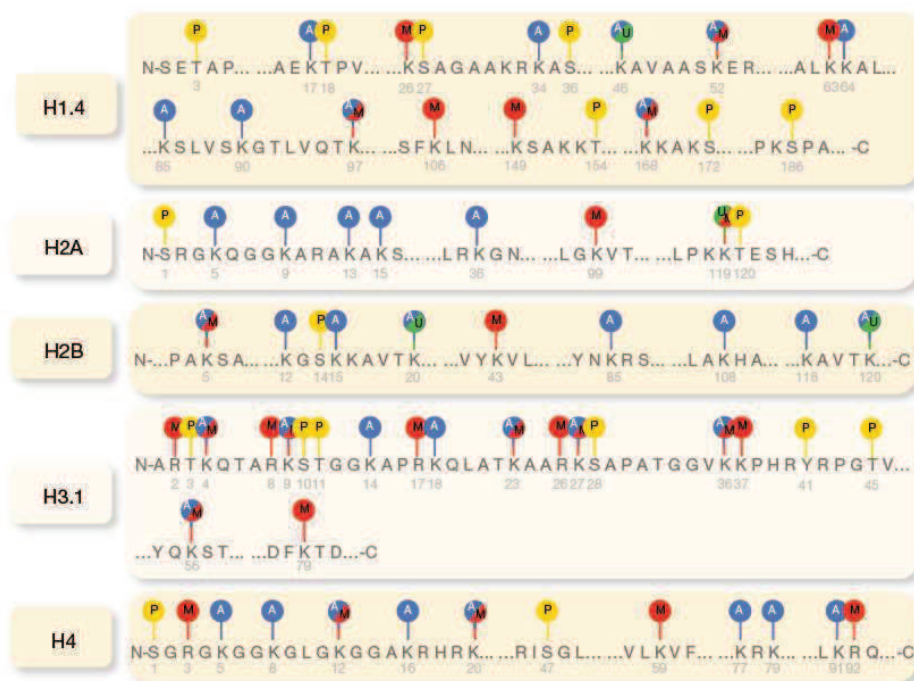 P A P M P A P A U A M M A
H1.4
N-SETAP... ...AEKTPV... ...KSAGAAKRKAS... ...KAVAASKER... ...ALKKAL...
3 17 18 26 27 34 36 46 52 63 64
A A A M M M P A M P P
...KSLVSKGTLVQTK... ...SFKLN... ...KSAKKT... ...KKAKS... ...PKSPA... -C
85 90 97 106 149 154 168 172 186
P A A A A A M U P
H2A
N-SRGKQGGKARAKAKS... ...LRKGN... ...LGKVT... ...LPKKTESH...-C
1 5 9 13 15 36 99 119 120
A M A P A A U M A A A A U
H2B
N-...PAKSA... ...KGSKKAVTK... ...VYKVL... ...YNKRS... ...LAKHA... ...KAVTK...-C
5 12 14 15 20 43 85 108 116 120
M P A M M A M P P A M A A M M A M P A M M P P
H3.1
N-ARTKQTARKSTGGKAPRKQLATKAARKSAPATGGVKKPHRYRPGTV...
2 3 4 8 9 10 11 14 17 18 23 26 27 28 36 37 41 45
A M M
...YQKST... ...DFKTD...-C
56 79
P M A A A M A A M P M A A A M
H4
N-SGRGKGGKGLGKGGAKRHRK... ...RISGL... ...VLKVF... ...KRK... ...LKRQ...-C
1 3 5 8 12 16 20 47 59 77 79 91 92